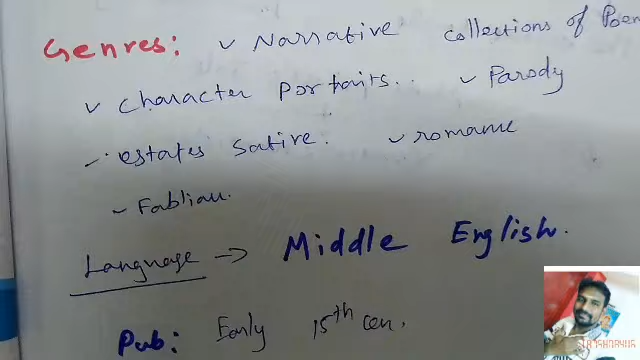 Genres: ✓ Narrative collections of Poem
✓ Character Portraits.. ✓ Parody
✓ estates Satire. ✓ romance
✓ Fabliau.
Language → Middle English.
Pub: Early 15th cen.